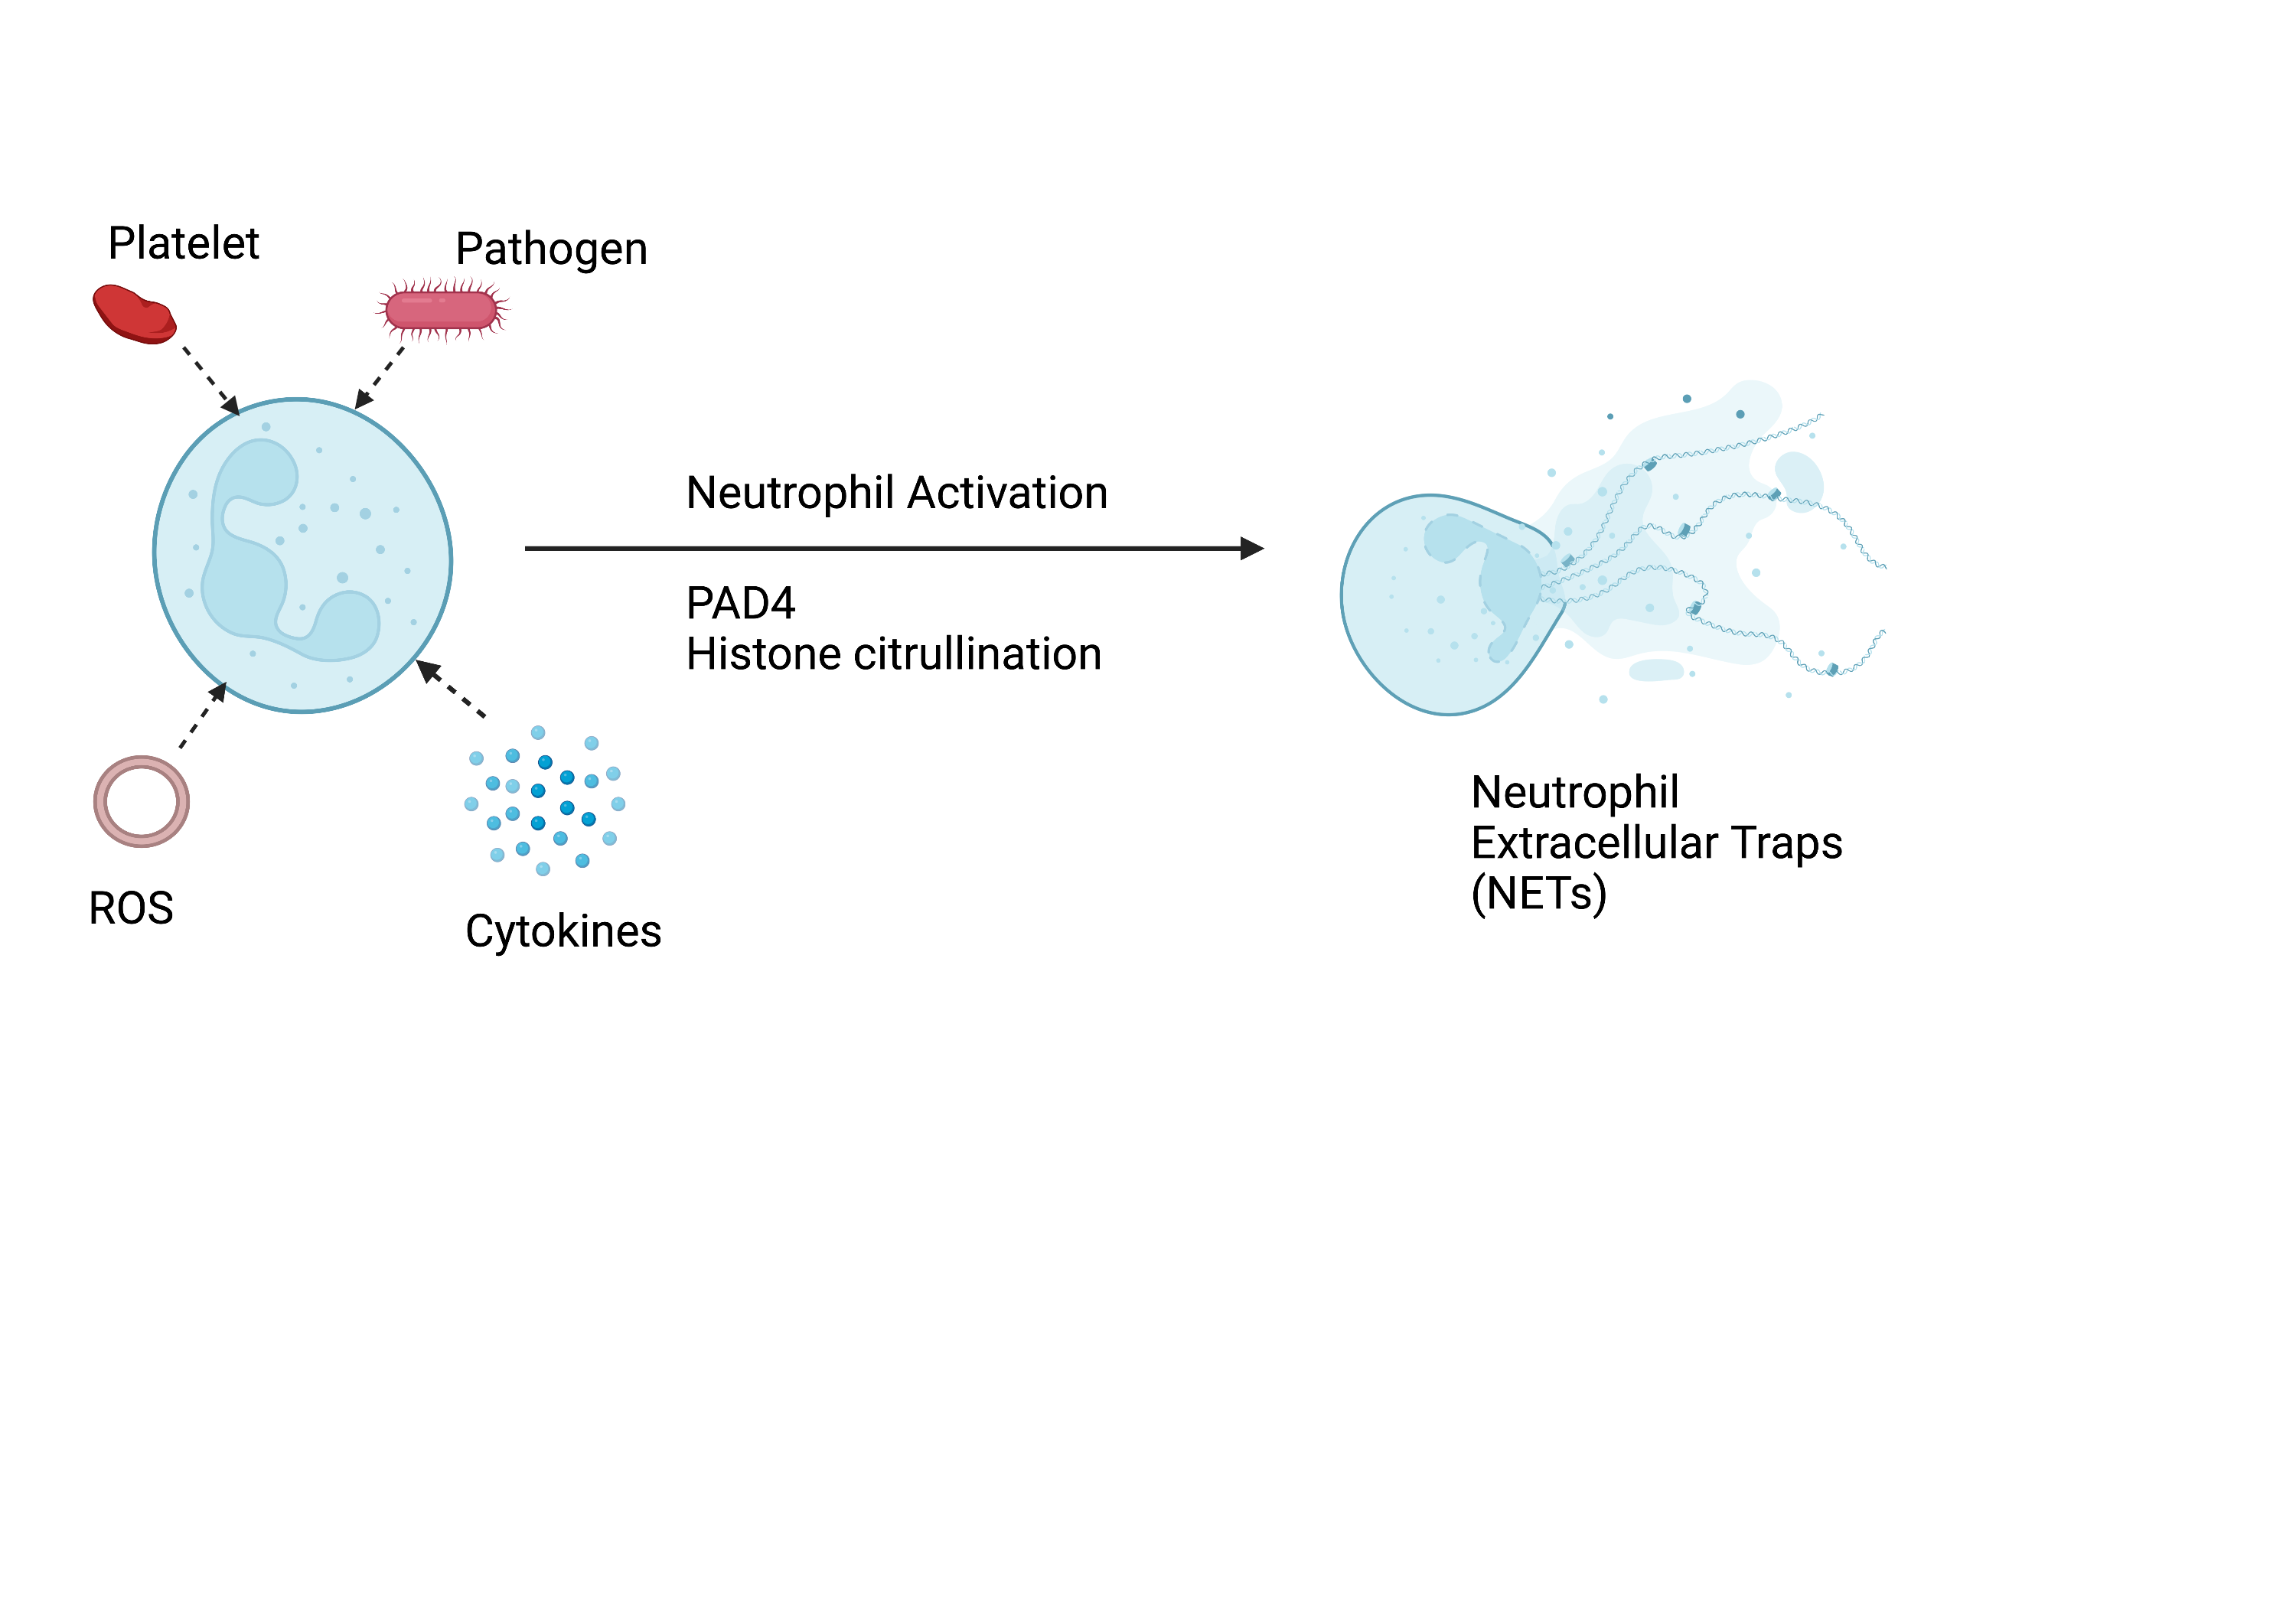 Platelet
Pathogen
Neutrophil Activation
PAD4
Histone citrullination
ROS
Cytokines
Neutrophil
Extracellular Traps
(NETs)